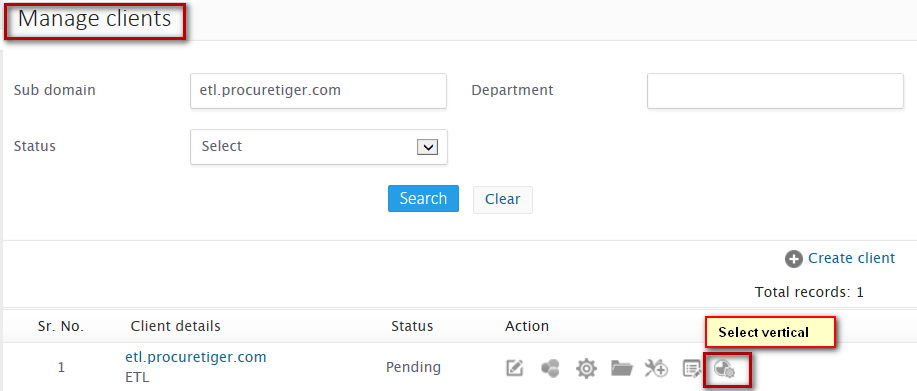 Manage clients
Sub domain etl.procuretiger.com Department
Status Select
Search Clear
Create client
Total records: 1
Sr. No. Client details Status Action Select vertical
1 etl.procuretiger.com Pending
ETL